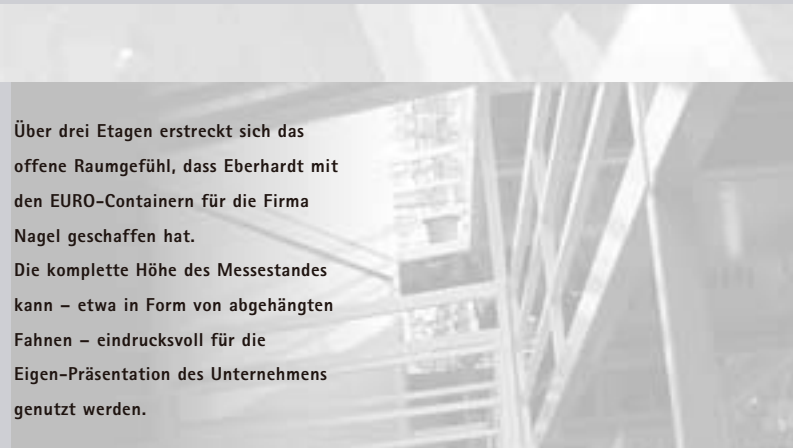 Über drei Etagen erstreckt sich das
offene Raumgefühl, dass Eberhardt mit
den EURO-Containern für die Firma
Nagel geschaffen hat.
Die komplette Höhe des Messestandes
kann – etwa in Form von abgehängten
Fahnen – eindrucksvoll für die
Eigen-Präsentation des Unternehmens
genutzt werden.